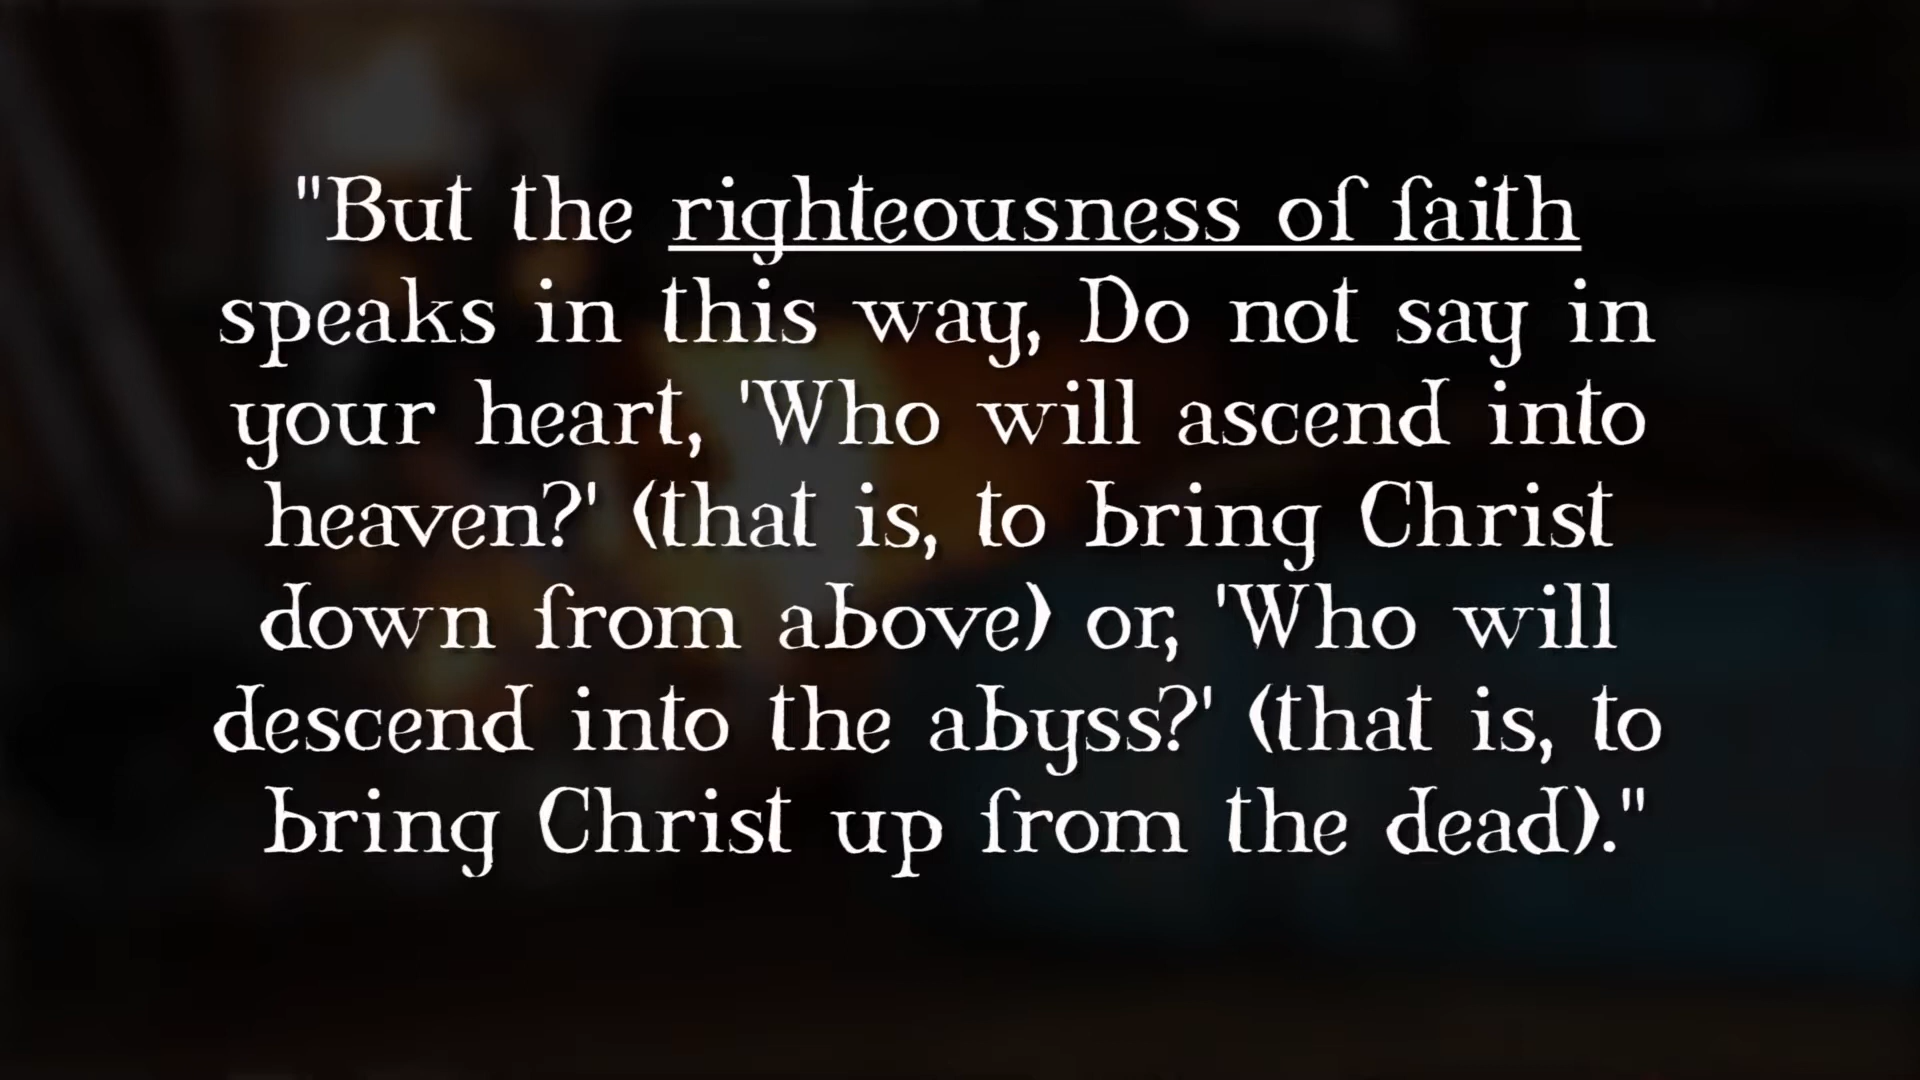 "But the righteousness of faith
speaks in this way, Do not say in
your heart, 'Who will ascend into
heaven?' (that is, to bring Christ
down from above) or, 'Who will
descend into the abyss?' (that is, to
bring Christ up from the dead)."